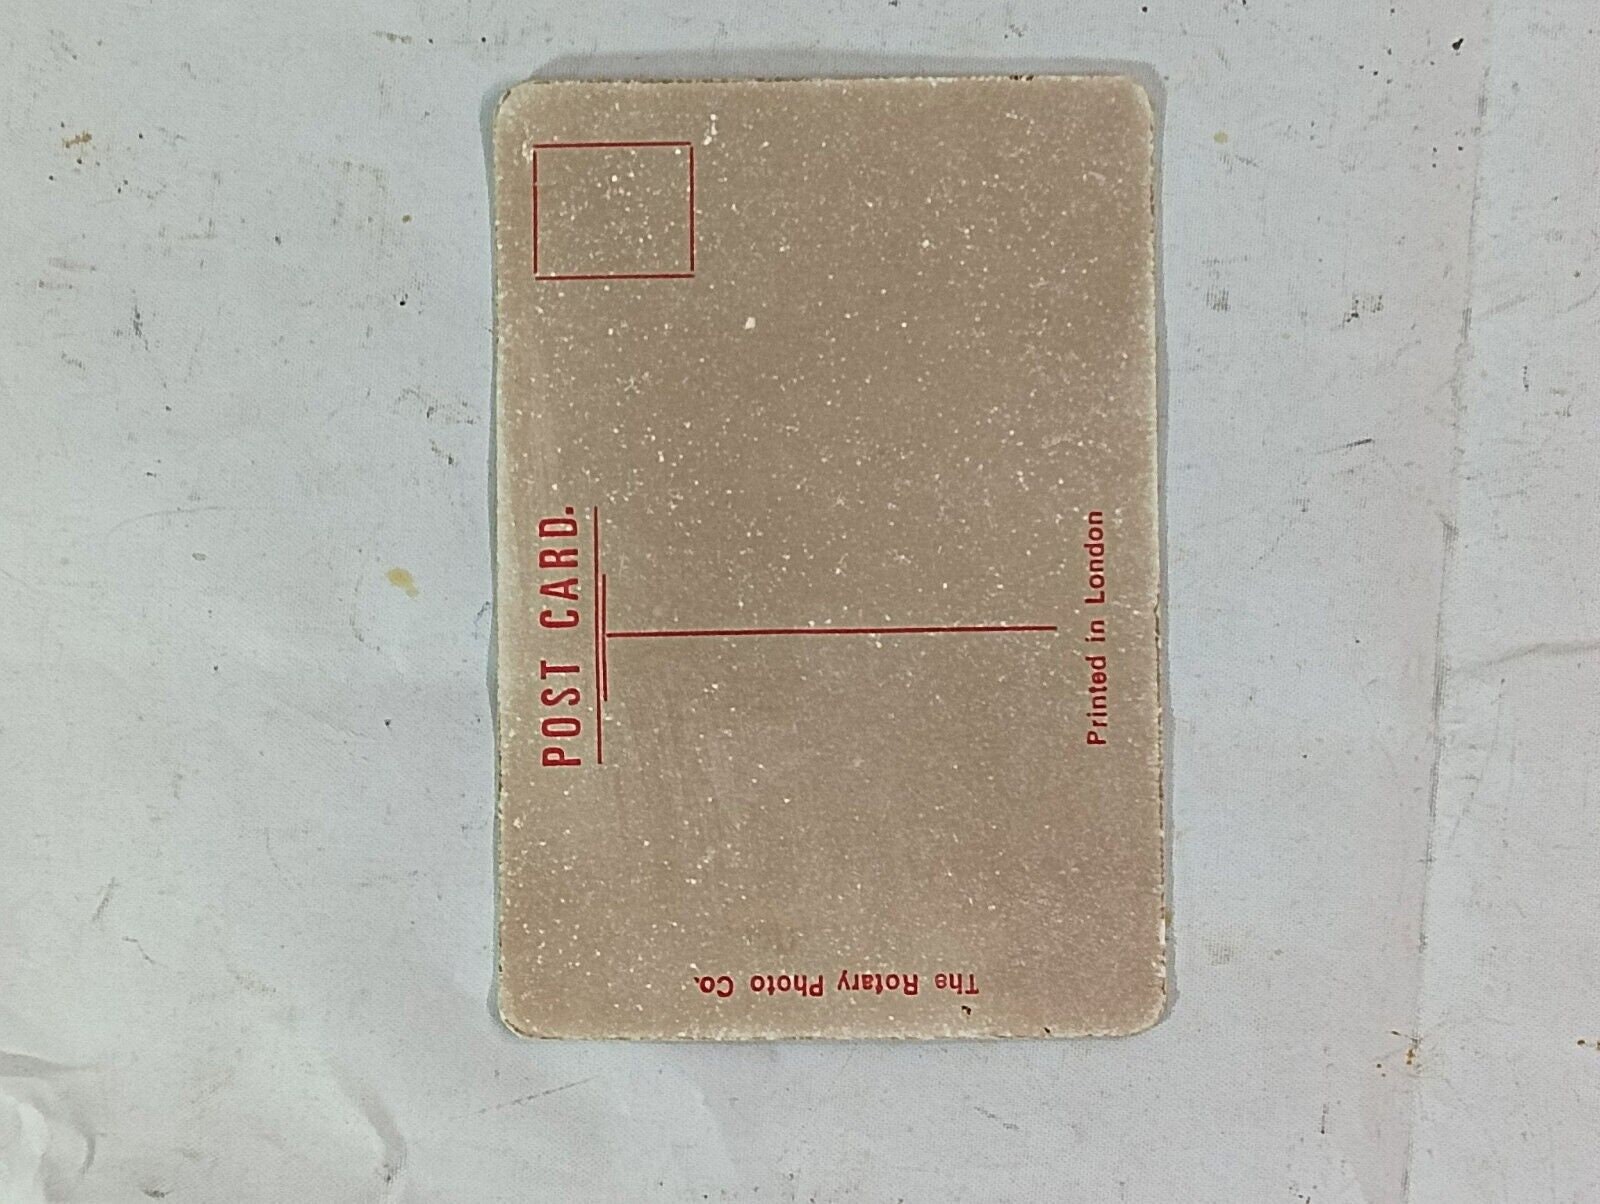 POST CARD.
Printed in London
The Rotary Photo Co.